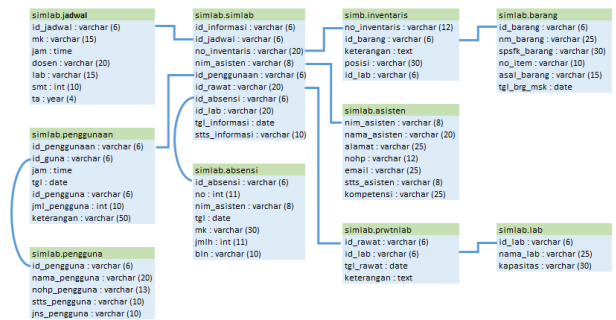 simlab.jadwal
id_jadwal : varchar (6)
mk : varchar (15)
jam : time
dosen : varchar (20)
lab : varchar (15)
smt : int (10)
ta : year (4)
simlab.simlab
id_informasi : varchar (6)
id_jadwal : varchar (6)
no_inventaris : varchar (20)
nim_asisten : varchar (8)
id_penggunaan : varchar (6)
id_rawat : varchar (20)
id_absensi : varchar (6)
id_lab : varchar (20)
tgl_informasi : date
stts_informasi : varchar (10)
simb.inventaris
no_inventaris : varchar (12)
id_barang : varchar (6)
keterangan : text
posisi : varchar (30)
id_lab : varchar (6)
simlab.barang
id_barang : varchar (6)
nm_barang : varchar (25)
spsfk_barang : varchar (30)
no_item : varchar (10)
asal_barang : varchar (15)
tgl_brg_msk : date
simlab.penggunaan
id_penggunaan : varchar (6)
id_guna : varchar (6)
jam : time
tgl : date
id_pengguna : varchar (6)
jml_pengguna : int (10)
keterangan : varchar (50)
simlab.absensi
id_absensi : varchar (6)
no : int (11)
nim_asisten : varchar (8)
tgl : date
mk : varchar (30)
jmlh : int (11)
bln : varchar (10)
simlab.asisten
nim_asisten : varchar (8)
nama_asisten : varchar (20)
alamat : varchar (25)
nohp : varchar (12)
email : varchar (25)
stts_asisten : varchar (8)
kompetensi : varchar (25)
simlab.pengguna
id_pengguna : varchar (6)
nama_pengguna : varchar (20)
nohp_pengguna : varchar (13)
stts_pengguna : varchar (10)
jns_pengguna : varchar (10)
simlab.prwtnlab
id_rawat : varchar (6)
id_lab : varchar (6)
tgl_rawat : date
keterangan : text
simlab.lab
id_lab : varchar (6)
nama_lab : varchar (25)
kapasitas : varchar (30)